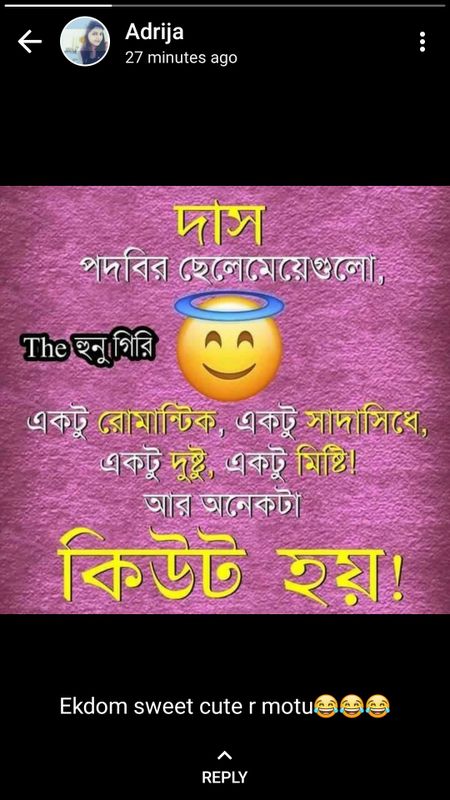 Adrija
27 minutes ago
দাস
পদবির ছেলেমেয়েগুলো,
The হুনুগিরি
একটু রোমান্টিক, একটু সাদাসিধে,
একটু দুষ্টু, একটু মিষ্টি!
আর অনেকটা
কিউট হয়!
Ekdom sweet cute r motu😂😂😂
REPLY